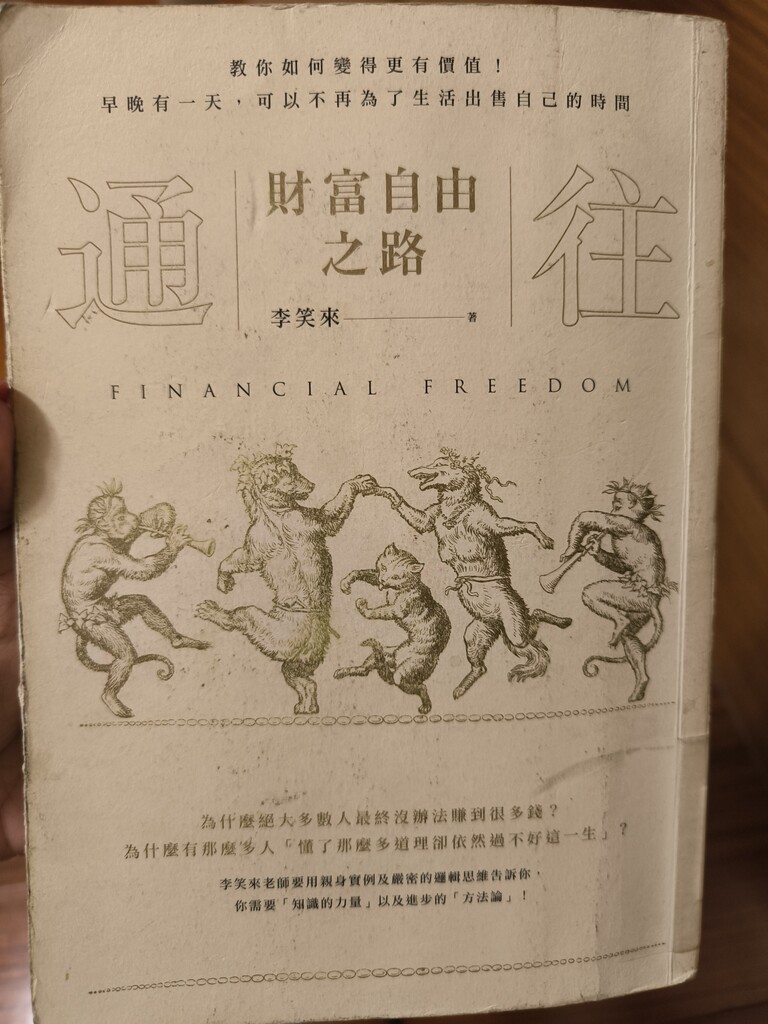 教你如何變得更有價值！
早晚有一天，可以不再為了生活出售自己的時間
通往
財富自由
之路
李笑來 著
FINANCIAL FREEDOM
為什麼絕大多數人最終沒辦法賺到很多錢？
為什麼有那麼多人「懂了那麼多道理卻依然過不好這一生」？
李笑來老師要用親身實例及嚴密的邏輯思維告訴你，
你需要「知識的力量」以及進步的「方法論」！